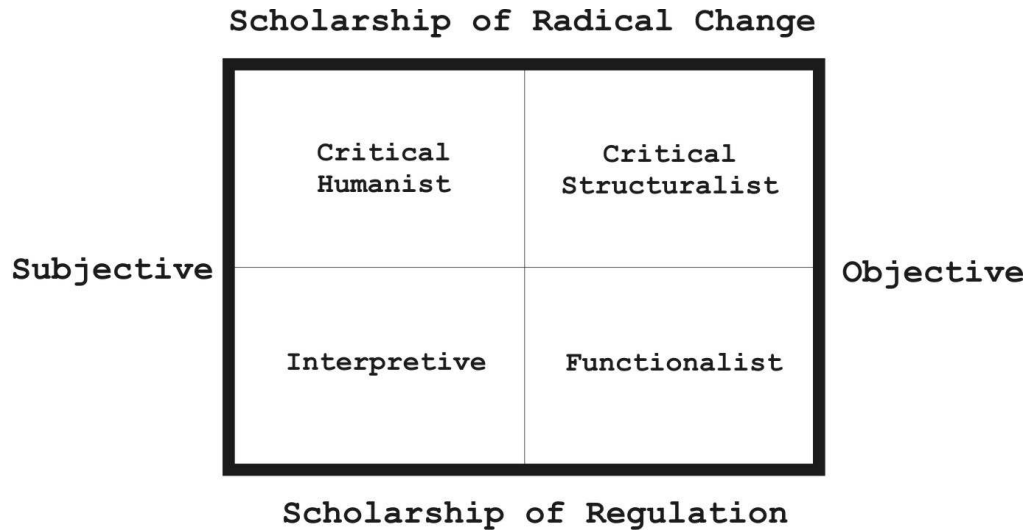 Scholarship of Radical Change
Critical
Humanist
Critical
Structuralist
Subjective
Objective
Interpretive
Functionalist
Scholarship of Regulation